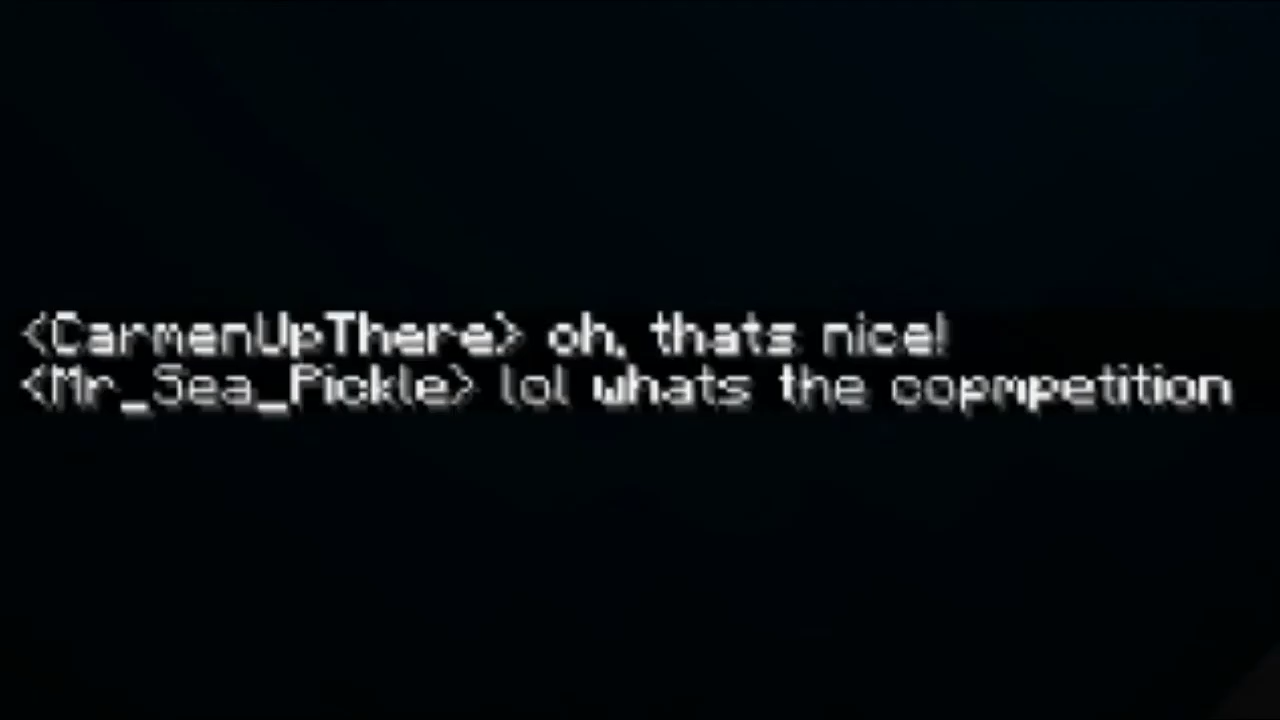 <CarmenUpThere> oh, thats nice!
<Mr_Sea_Pickle> lol whats the copmpetition